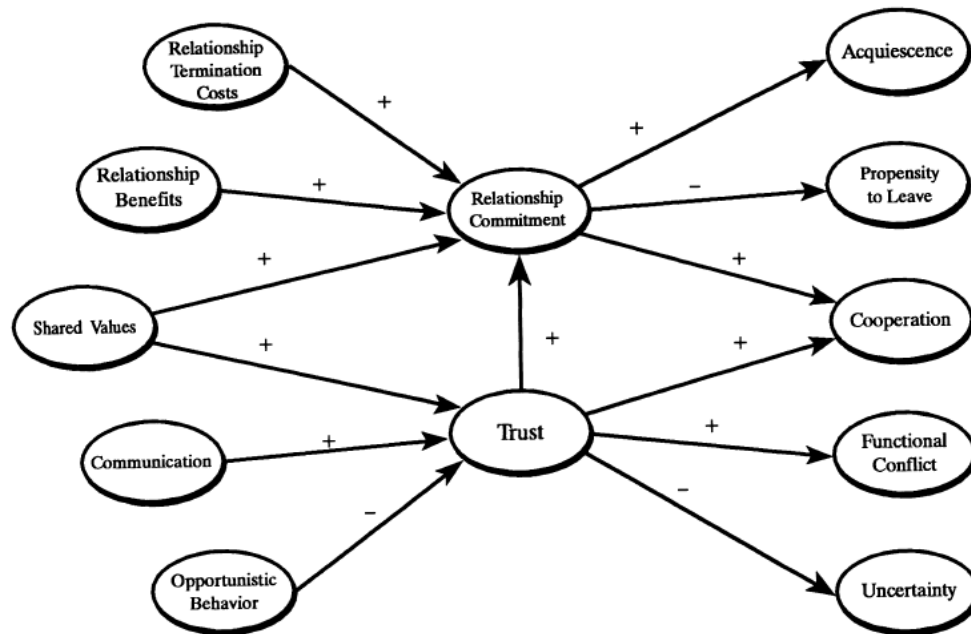 Relationship
Termination
Costs
Acquiescence
+
+
Relationship
Benefits
+
Relationship
Commitment
–
Propensity
to Leave
+
+
Shared Values
+
+
+
Cooperation
Communication
+
Trust
+
Functional
Conflict
–
–
Opportunistic
Behavior
Uncertainty